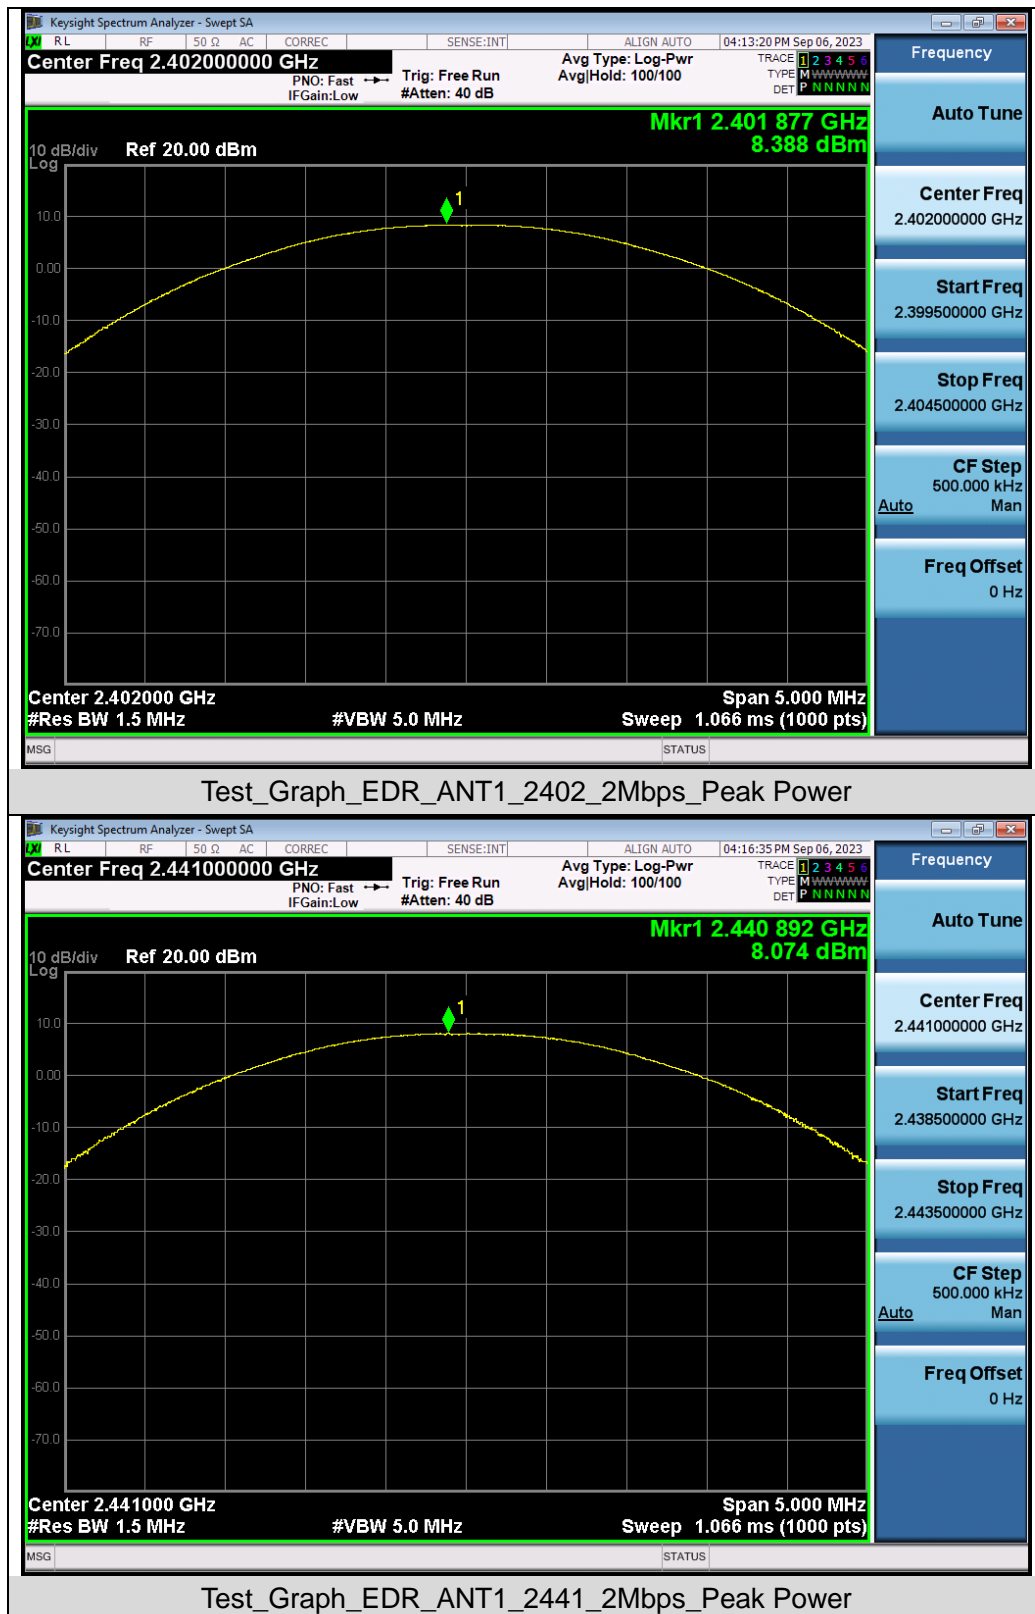 Keysight Spectrum Analyzer - Swept SA
LXI RL RF 50 Ω AC CORREC SENSE:INT ALIGN AUTO 04:13:20 PM Sep 06, 2023
Center Freq 2.402000000 GHz
PNO: Fast
IFGain:Low
Trig: Free Run
#Atten: 40 dB
Avg Type: Log-Pwr
Avg|Hold: 100/100
TRACE 1 2 3 4 5 6
TYPE M WWWWW
DET P N N N N N
Frequency
Auto Tune
Center Freq
2.402000000 GHz
Start Freq
2.399500000 GHz
Stop Freq
2.404500000 GHz
CF Step
500.000 kHz
Auto Man
Freq Offset
0 Hz
Mkr1 2.401 877 GHz
8.388 dBm
10 dB/div Ref 20.00 dBm
Log
1
10.0
0.00
-10.0
-20.0
-30.0
-40.0
-50.0
-60.0
-70.0
Center 2.402000 GHz Span 5.000 MHz
#Res BW 1.5 MHz #VBW 5.0 MHz Sweep 1.066 ms (1000 pts)
MSG STATUS
Test_Graph_EDR_ANT1_2402_2Mbps_Peak Power
Keysight Spectrum Analyzer - Swept SA
LXI RL RF 50 Ω AC CORREC SENSE:INT ALIGN AUTO 04:16:35 PM Sep 06, 2023
Center Freq 2.441000000 GHz
PNO: Fast
IFGain:Low
Trig: Free Run
#Atten: 40 dB
Avg Type: Log-Pwr
Avg|Hold: 100/100
TRACE 1 2 3 4 5 6
TYPE M WWWWW
DET P N N N N N
Frequency
Auto Tune
Center Freq
2.441000000 GHz
Start Freq
2.438500000 GHz
Stop Freq
2.443500000 GHz
CF Step
500.000 kHz
Auto Man
Freq Offset
0 Hz
Mkr1 2.440 892 GHz
8.074 dBm
10 dB/div Ref 20.00 dBm
Log
1
10.0
0.00
-10.0
-20.0
-30.0
-40.0
-50.0
-60.0
-70.0
Center 2.441000 GHz Span 5.000 MHz
#Res BW 1.5 MHz #VBW 5.0 MHz Sweep 1.066 ms (1000 pts)
MSG STATUS
Test_Graph_EDR_ANT1_2441_2Mbps_Peak Power